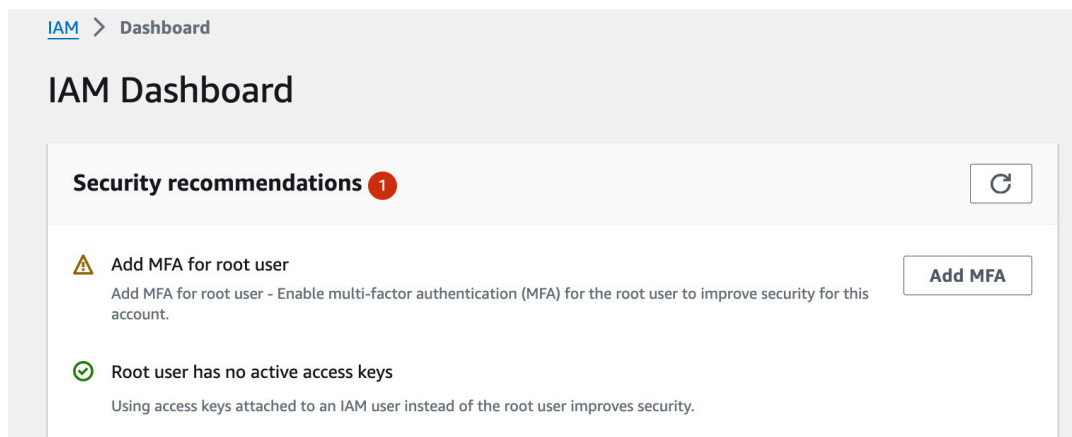 IAM > Dashboard
IAM Dashboard
Security recommendations 1
Add MFA for root user
Add MFA
Add MFA for root user - Enable multi-factor authentication (MFA) for the root user to improve security for this
account.
Root user has no active access keys
Using access keys attached to an IAM user instead of the root user improves security.